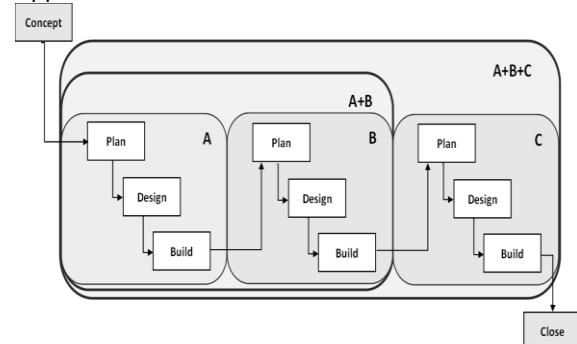 Concept
A+B+C
A+B
A
Plan
Design
Build
B
Plan
Design
Build
C
Plan
Design
Build
Close